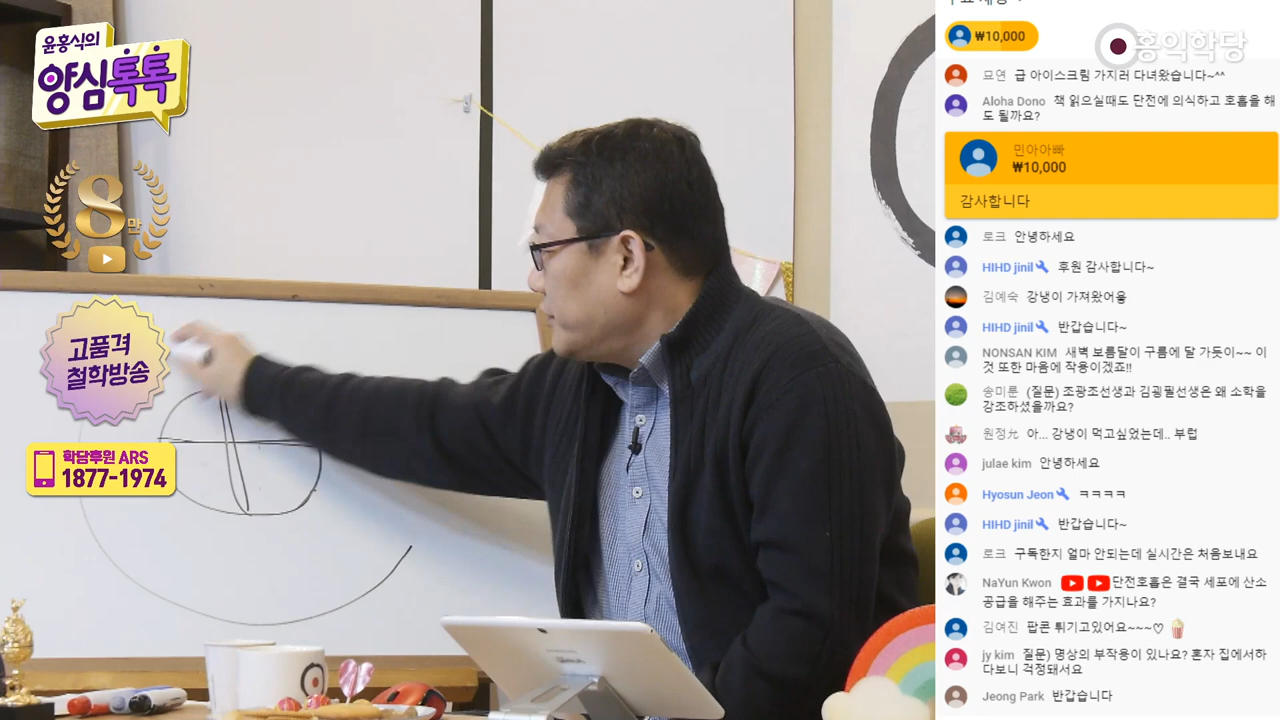 윤홍식의
양심톡톡
8만
고품격
철학방송
학당후원 ARS
1877-1974
SAMSUNG
홍익학당
₩10,000
묘연 급 아이스크림 가지러 다녀왔습니다~^^
Aloha Dono 책 읽으실때도 단전에 의식하고 호흡을 해
도 될까요?
민아아빠
₩10,000
감사합니다
로크 안녕하세요
HIHD jinil 후원 감사합니다~
김예숙 강냉이 가져왔어융
HIHD jinil 반갑습니다~
NONSAN KIM 새벽 보름달이 구름에 달 가듯이~~ 이
것 또한 마음에 작용이겠죠!!
송미룬 (질문) 조광조선생과 김굉필선생은 왜 소학을
강조하셨을까요?
원정允 아... 강냉이 먹고싶었는데.. 부럽
julae kim 안녕하세요
Hyosun Jeon ㅋㅋㅋㅋ
HIHD jinil 반갑습니다~
로크 구독한지 얼마 안되는데 실시간은 처음보내요
NaYun Kwon 단전호흡은 결국 세포에 산소
공급을 해주는 효과를 가지나요?
김여진 팝콘 튀기고있어요~~~♡ 🍿
jy kim 질문) 명상의 부작용이 있나요? 혼자 집에서하
다보니 걱정돼서요
Jeong Park 반갑습니다